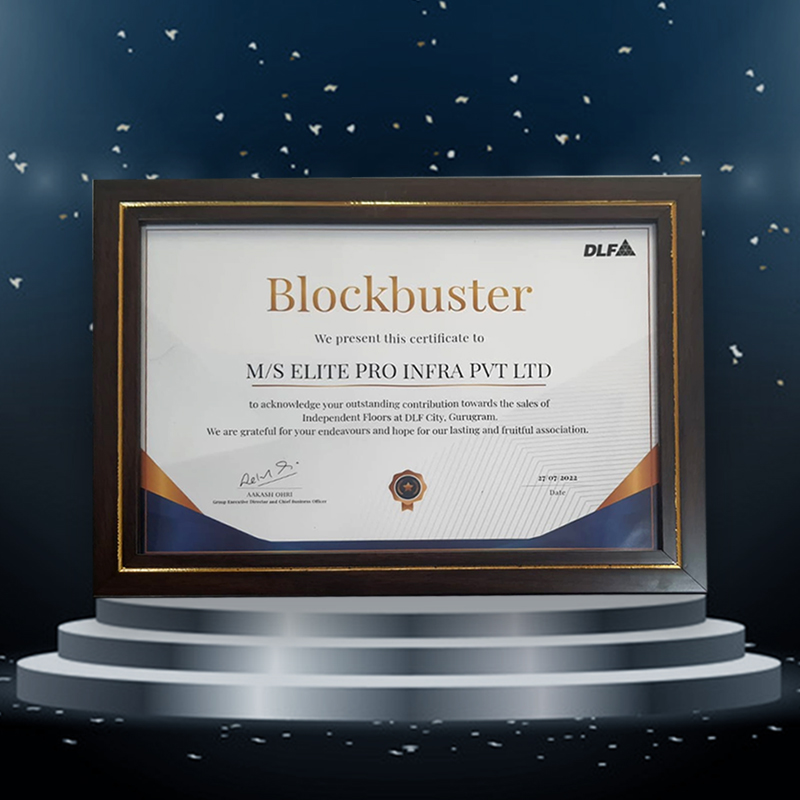 DLF
Blockbuster
We present this certificate to
M/S ELITE PRO INFRA PVT LTD
to acknowledge your outstanding contribution towards the sales of
Independent Floors at DLF City, Gurugram.
We are grateful for your endeavours and hope for our lasting and fruitful association.
27/07/2022
AAKASH OHRI
Date
Group Executive Director and Chief Business Officer